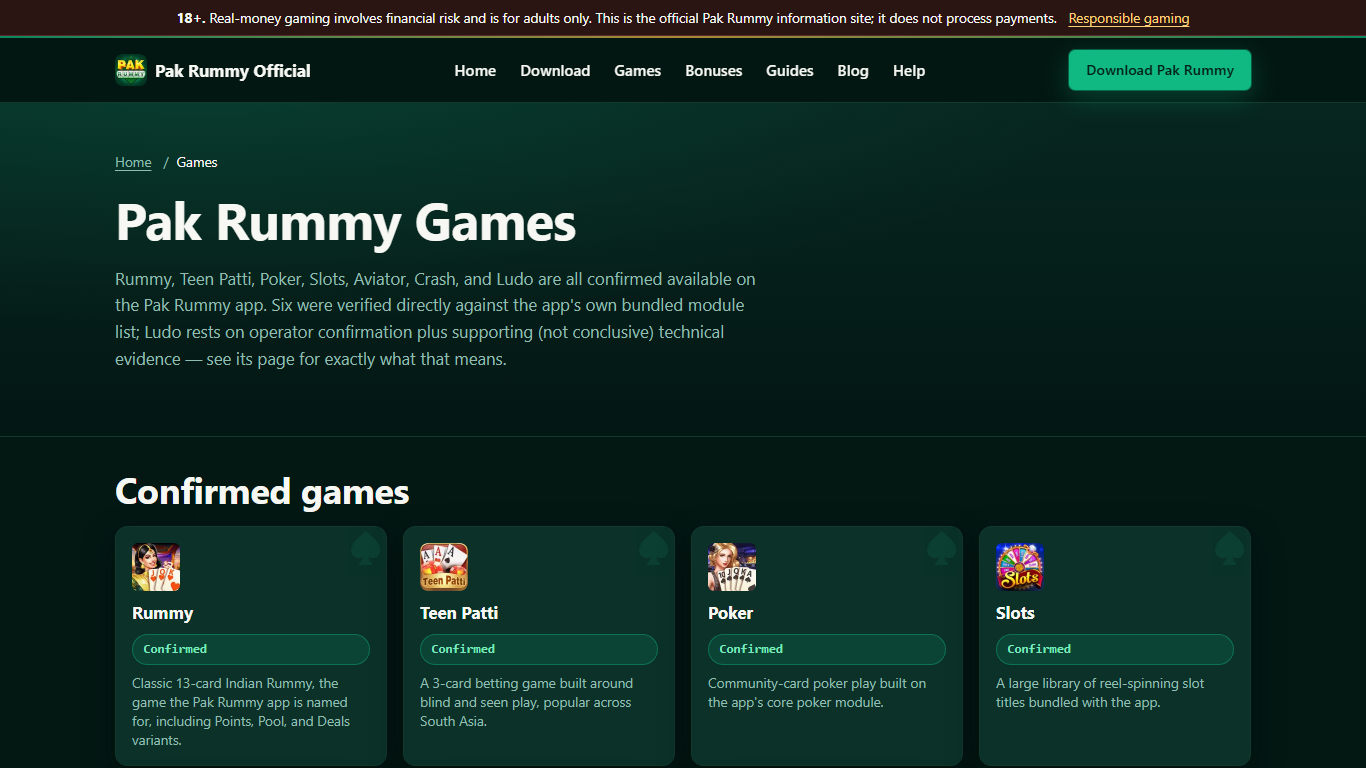 18+. Real-money gaming involves financial risk and is for adults only. This is the official Pak Rummy information site; it does not process payments. Responsible gaming
PAK
RUMMY
Pak Rummy Official
Home Download Games Bonuses Guides Blog Help
Download Pak Rummy
Home / Games
Pak Rummy Games
Rummy, Teen Patti, Poker, Slots, Aviator, Crash, and Ludo are all confirmed available on
the Pak Rummy app. Six were verified directly against the app's own bundled module
list; Ludo rests on operator confirmation plus supporting (not conclusive) technical
evidence — see its page for exactly what that means.
Confirmed games
Rummy
Confirmed
Classic 13-card Indian Rummy, the
game the Pak Rummy app is named
for, including Points, Pool, and Deals
variants.
A A A
Teen Patti
Teen Patti
Confirmed
A 3-card betting game built around
blind and seen play, popular across
South Asia.
10 J Q K A
Poker
Confirmed
Community-card poker play built on
the app's core poker module.
Slots
Slots
Confirmed
A large library of reel-spinning slot
titles bundled with the app.